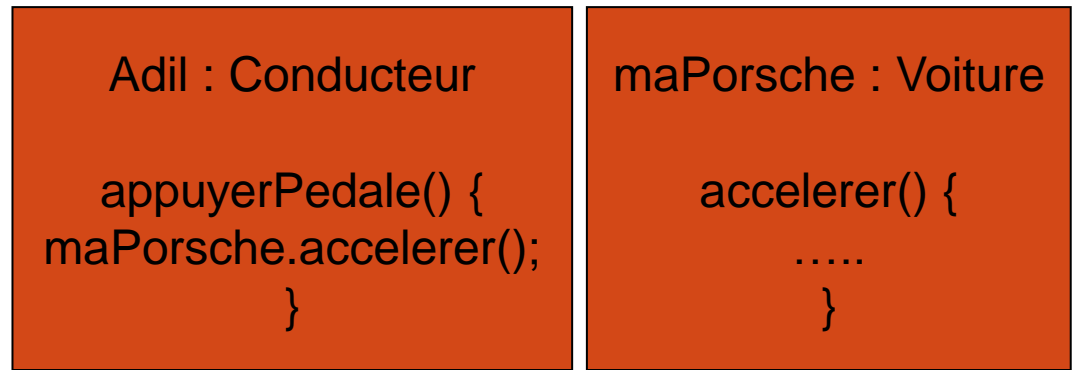 Adil : Conducteur
appuyerPedale() {
maPorsche.accelerer();
}
maPorsche : Voiture
accelerer() {
…..
}